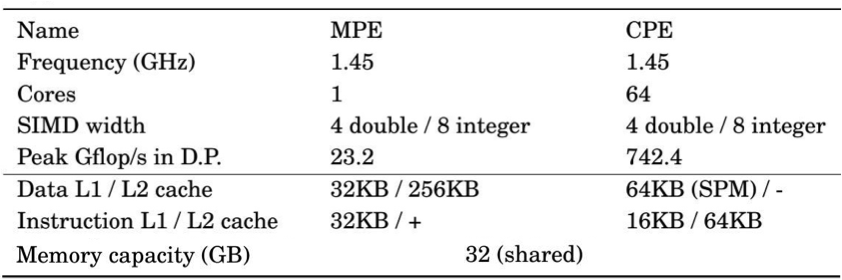 Name MPE CPE
Frequency (GHz) 1.45 1.45
Cores 1 64
SIMD width 4 double / 8 integer 4 double / 8 integer
Peak Gflop/s in D.P. 23.2 742.4
Data L1 / L2 cache 32KB / 256KB 64KB (SPM) / -
Instruction L1 / L2 cache 32KB / + 16KB / 64KB
Memory capacity (GB) 32 (shared)